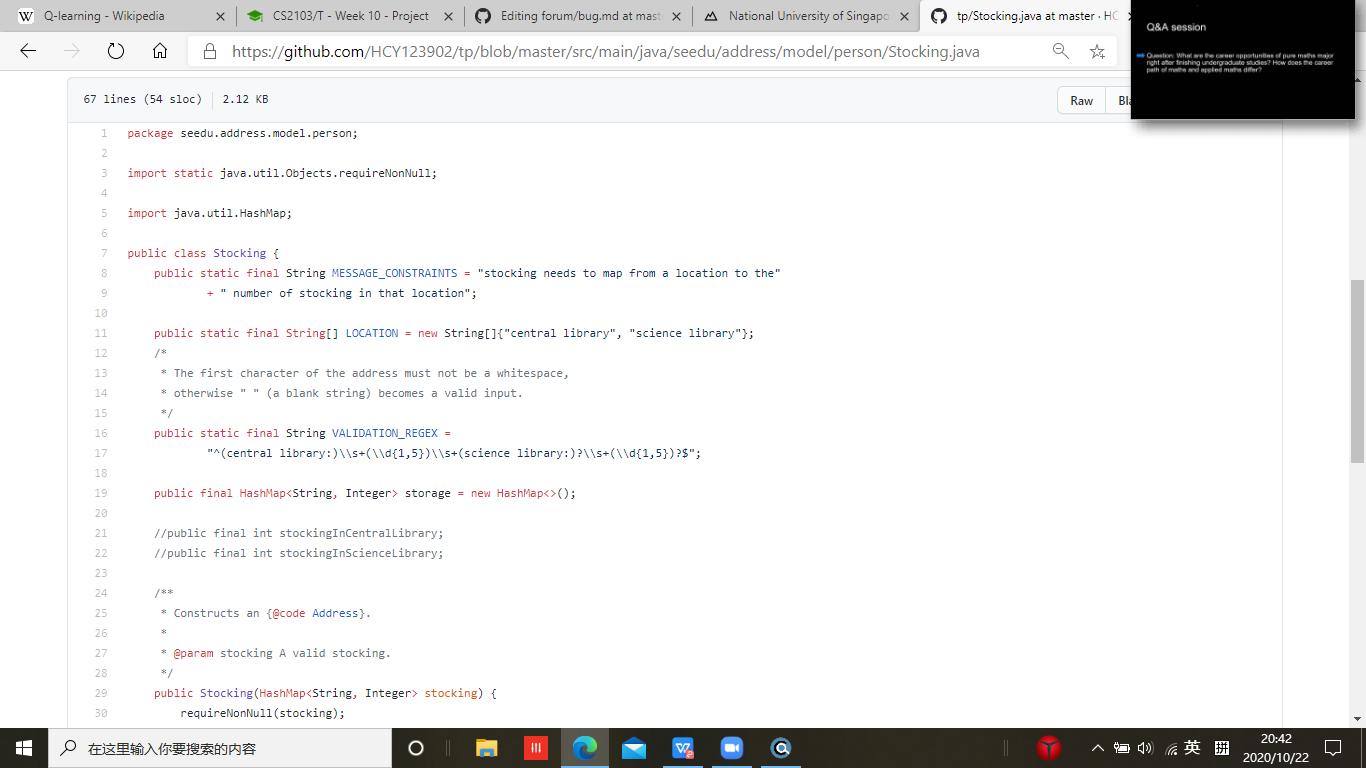 Q-learning - Wikipedia
CS2103/T - Week 10 - Project
Editing forum/bug.md at mast
National University of Singapo
tp/Stocking.java at master · HC
https://github.com/HCY123902/tp/blob/master/src/main/java/seedu/address/model/person/Stocking.java
Q&A session
Question: What are the career opportunities of pure maths major
right after finishing undergraduate studies? How does the career
path of maths and applied maths differ?
67 lines (54 sloc) 2.12 KB
Raw Bla
1 package seedu.address.model.person;
2
3 import static java.util.Objects.requireNonNull;
4
5 import java.util.HashMap;
6
7 public class Stocking {
8 public static final String MESSAGE_CONSTRAINTS = "stocking needs to map from a location to the"
9 + " number of stocking in that location";
10
11 public static final String[] LOCATION = new String[]{"central library", "science library"};
12 /*
13 * The first character of the address must not be a whitespace,
14 * otherwise " " (a blank string) becomes a valid input.
15 */
16 public static final String VALIDATION_REGEX =
17 "^(central library:)\\s+(\\d{1,5})\\s+(science library:)?\\s+(\\d{1,5})?$";
18
19 public final HashMap<String, Integer> storage = new HashMap<>();
20
21 //public final int stockingInCentralLibrary;
22 //public final int stockingInScienceLibrary;
23
24 /**
25 * Constructs an {@code Address}.
26 *
27 * @param stocking A valid stocking.
28 */
29 public Stocking(HashMap<String, Integer> stocking) {
30 requireNonNull(stocking);
在这里输入你要搜索的内容
英
拼
20:42
2020/10/22